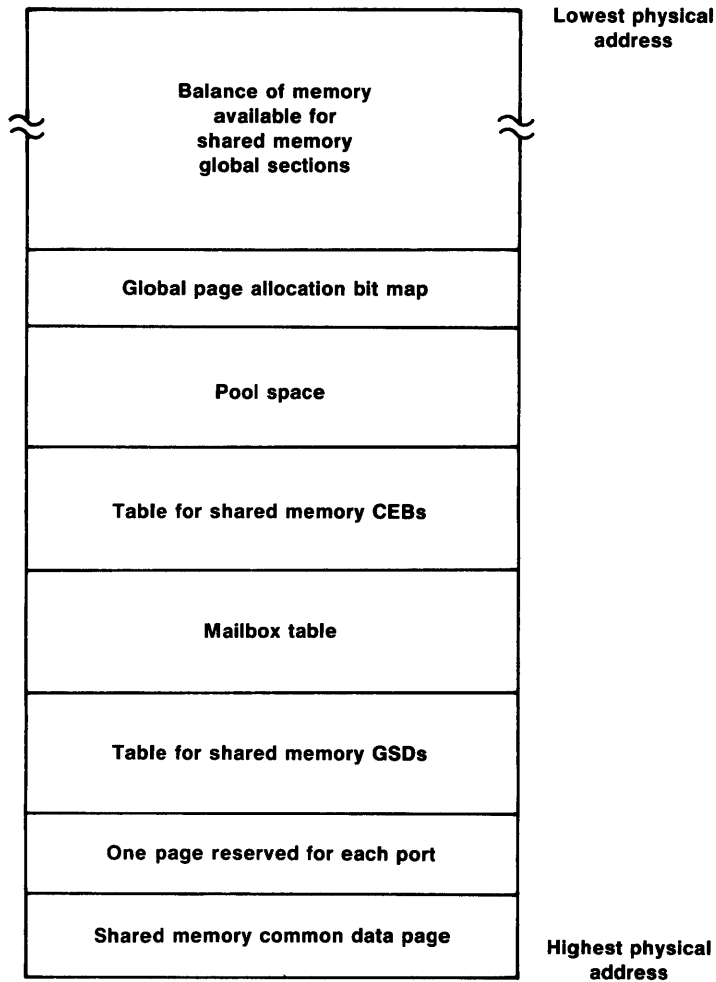 Lowest physical
address
Balance of memory
available for
shared memory
global sections
Global page allocation bit map
Pool space
Table for shared memory CEBs
Mailbox table
Table for shared memory GSDs
One page reserved for each port
Shared memory common data page
Highest physical
address